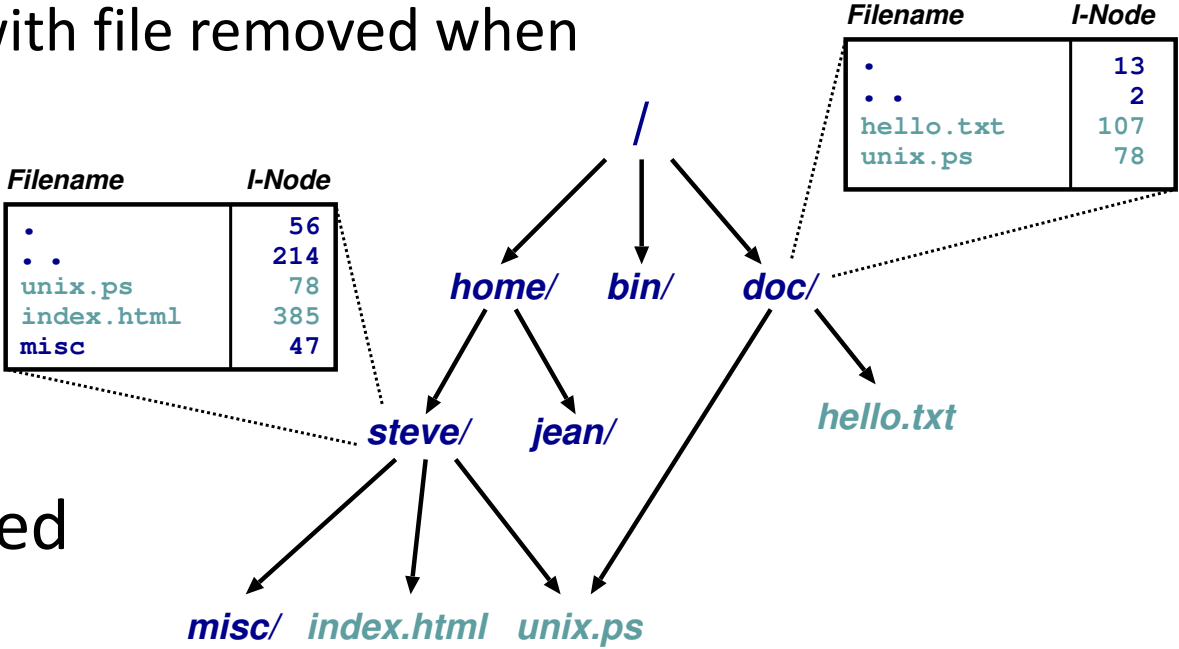 with file removed when
Filename I-Node
. 13
.. 2
hello.txt 107
unix.ps 78
/
Filename I-Node
. 56
.. 214
unix.ps 78
index.html 385
misc 47
home/ bin/ doc/
steve/ jean/ hello.txt
ed
misc/ index.html unix.ps